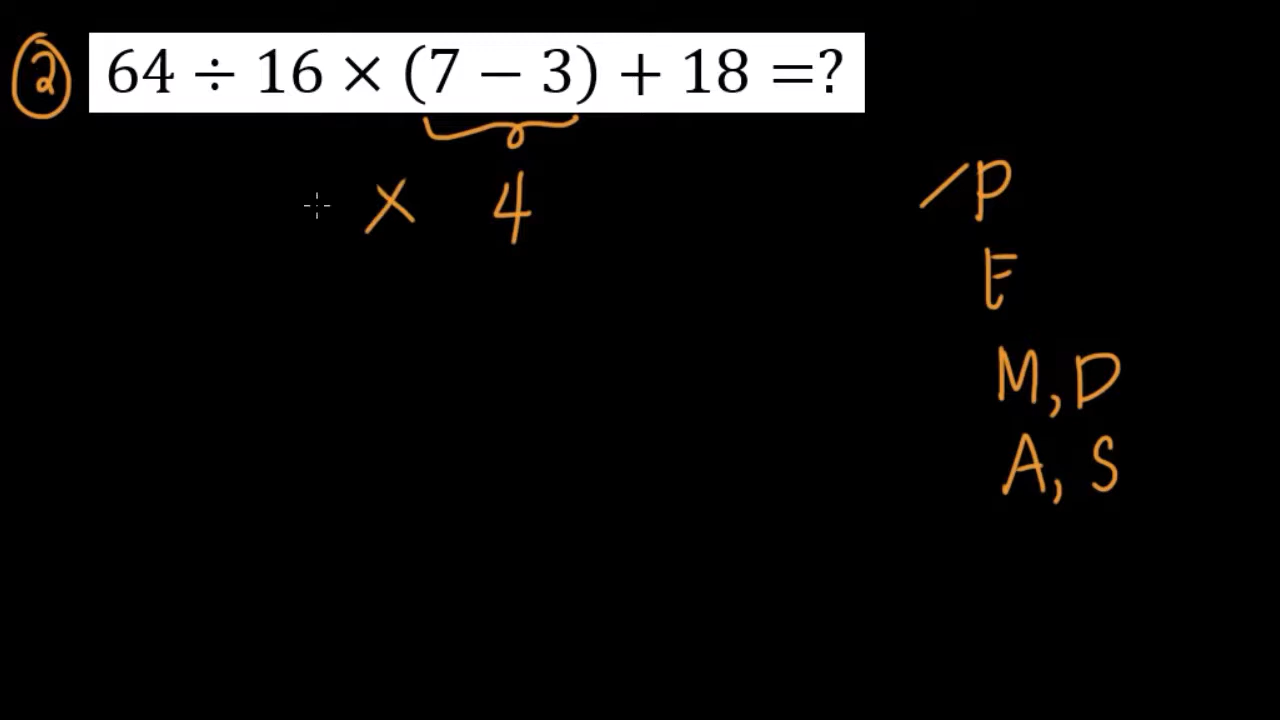 ② 64 ÷ 16 × (7 − 3) + 18 =?
× 4
P
E
M, D
A, S